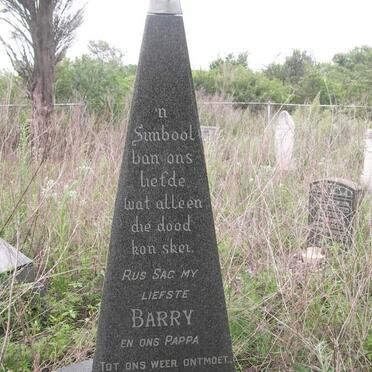 'n
Simbool
van ons
liefde
wat alleen
die dood
kon skei.
RUS SAG MY
LIEFSTE
BARRY
EN ONS PAPPA
TOT ONS WEER ONTMOET.